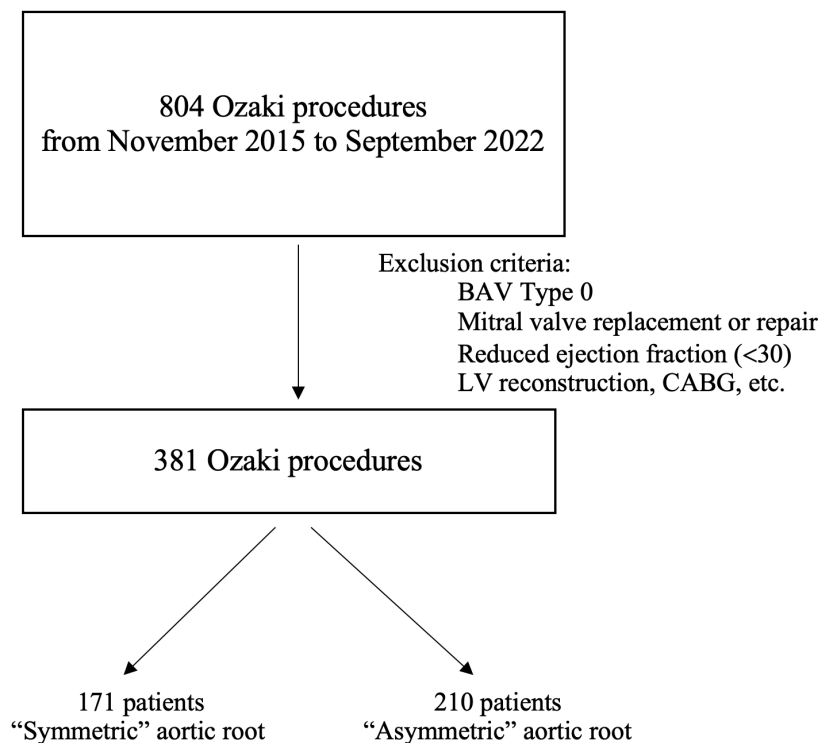 804 Ozaki procedures
from November 2015 to September 2022
Exclusion criteria:
BAV Type 0
Mitral valve replacement or repair
Reduced ejection fraction (<30)
LV reconstruction, CABG, etc.
381 Ozaki procedures
171 patients
“Symmetric” aortic root
210 patients
“Asymmetric” aortic root